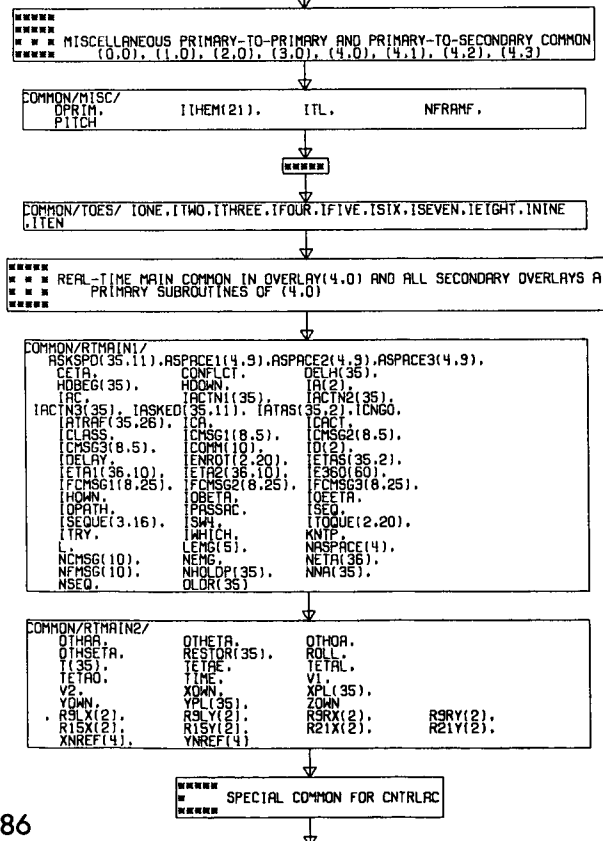 MISCELLANEOUS PRIMARY-TO-PRIMARY AND PRIMARY-TO-SECONDARY COMMON
(0.0), (1.0), (2.0), (3.0), (4.0), (4.1), (4.2), (4.3)
COMMON/MISC/
OPRIM, ITHEM(21), ITL, NFRAMF,
PITCH
COMMON/TOES/ IONE,ITWO,ITHREE,IFOUR,IFIVE,ISIX,ISEVEN,IEIGHT,ININE
,ITEN
REAL-TIME MAIN COMMON IN OVERLAY(4.0) AND ALL SECONDARY OVERLAYS A
PRIMARY SUBROUTINES OF (4.0)
COMMON/RTMAIN1/
ASKSPD(35,11),ASPACE1(4,9),ASPACE2(4,9),ASPACE3(4,9),
CETA, CONFLCT, DELH(35),
HDBEG(35), HDOWN, IA(2),
IAC, IACTN1(35), IACTN2(35),
IACTN3(35), IASKED(35,11), IATAS(35,2),ICNGO,
IATRAF(35,26), ICA, ICACT,
ICLASS, ICMSG1(8,5), ICMSG2(8,5),
ICMSG3(8,5), ICOMM(10), ID(2),
IDELAY, IENROT(2,20), IETAS(35,2),
IETA1(36,10), IETA2(36,10), IE360(60),
IFCMSG1(8,25), IFCMSG2(8,25), IFCMSG3(8,25),
IHOWN, IOBETA, IOEETA,
IOPATH, IPASSAC, ISEQ,
ISEQUE(3,16), ISW4, ITOQUE(2,20),
ITRY, IWHICH, KNTP,
L, LEMG(5), NASPACE(4),
NCMSG(10), NEMG, NETA(36),
NFMSG(10), NHOLDP(35), NNA(35),
NSEQ, OLDR(35)
COMMON/RTMAIN2/
OTHAA, OTHETA, OTHOA,
OTHSETA, RESTOR(35), ROLL,
T(35), TETAE, TETAL,
TETAO, TIME, V1,
V2, XOWN, XPL(35),
YOWN, YPL(35), ZOWN
, R9LX(2), R9LY(2), R9RX(2), R9RY(2),
R15X(2), R15Y(2), R21X(2), R21Y(2),
XNREF(4), YNREF(4)
SPECIAL COMMON FOR CNTRLAC
86